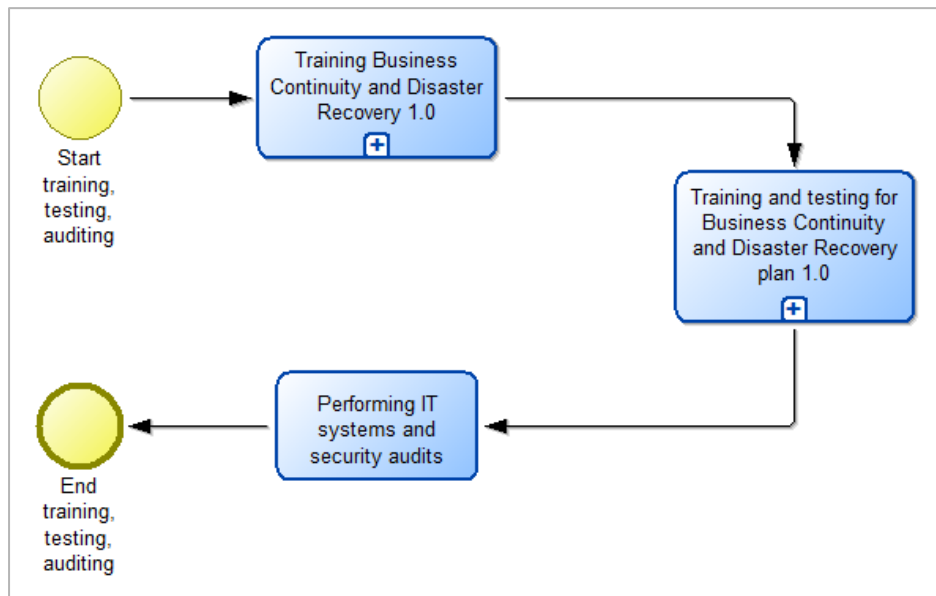 Training Business
Continuity and Disaster
Recovery 1.0
Start
training,
testing,
auditing
Training and testing for
Business Continuity
and Disaster Recovery
plan 1.0
Performing IT
systems and
security audits
End
training,
testing,
auditing